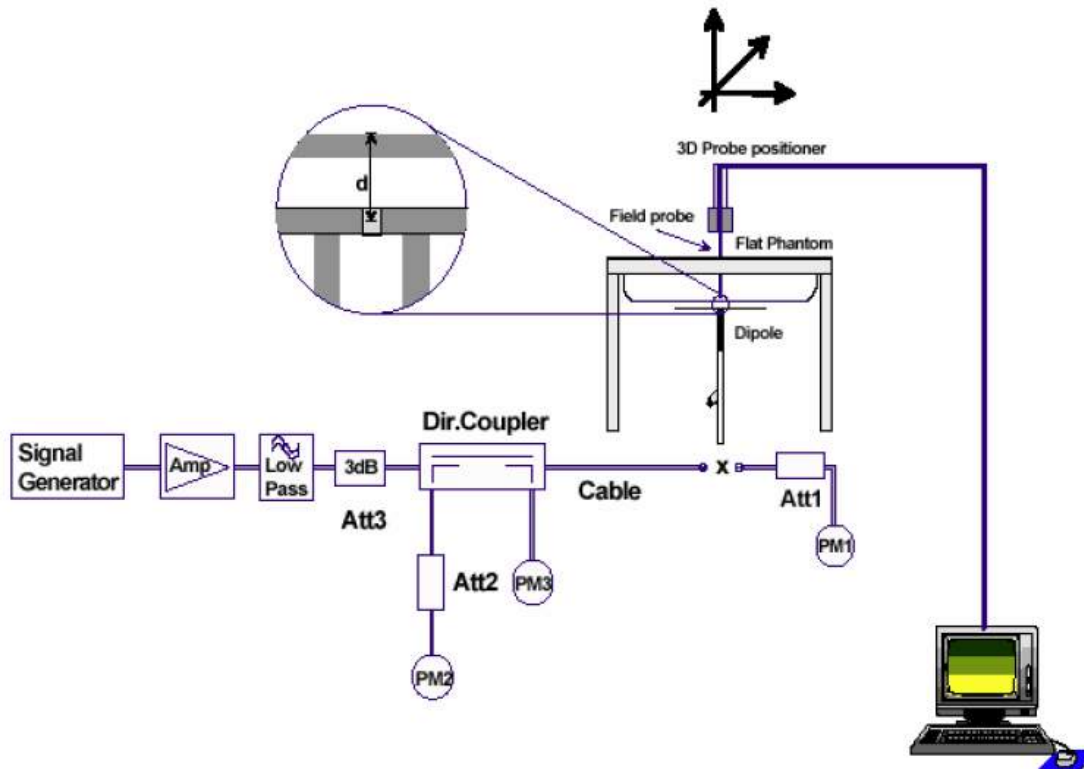 3D Probe positioner
d
Field probe
Flat Phantom
Dipole
Dir.Coupler
Signal
Generator
Amp
Low
Pass
3dB
Att3
Cable
x
Att1
PM1
Att2
PM3
PM2